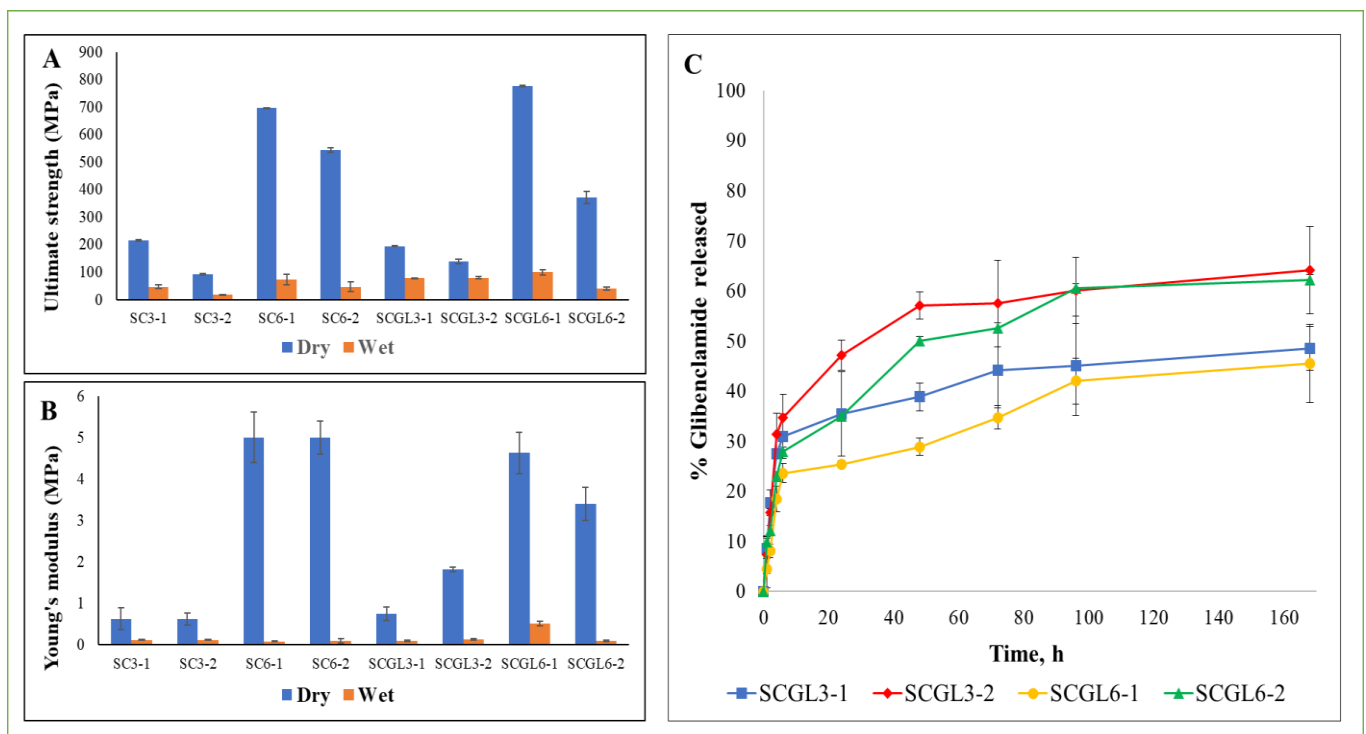 A
Ultimate strength (MPa)
900
800
700
600
500
400
300
200
100
0
SC3-1 SC3-2 SC6-1 SC6-2 SCGL3-1 SCGL3-2 SCGL6-1 SCGL6-2
Dry Wet
B
Young's modulus (MPa)
6
5
4
3
2
1
0
SC3-1 SC3-2 SC6-1 SC6-2 SCGL3-1 SCGL3-2 SCGL6-1 SCGL6-2
Dry Wet
C
% Glibenclamide released
100
90
80
70
60
50
40
30
20
10
0
0 20 40 60 80 100 120 140 160
Time, h
SCGL3-1 SCGL3-2 SCGL6-1 SCGL6-2